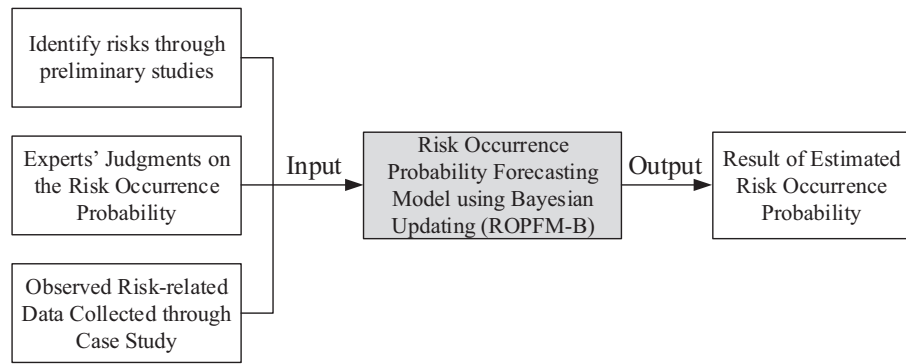 Identify risks through
preliminary studies
Experts’ Judgments on
the Risk Occurrence
Probability
Observed Risk-related
Data Collected through
Case Study
Input
Risk Occurrence
Probability Forecasting
Model using Bayesian
Updating (ROPFM-B)
Output
Result of Estimated
Risk Occurrence
Probability